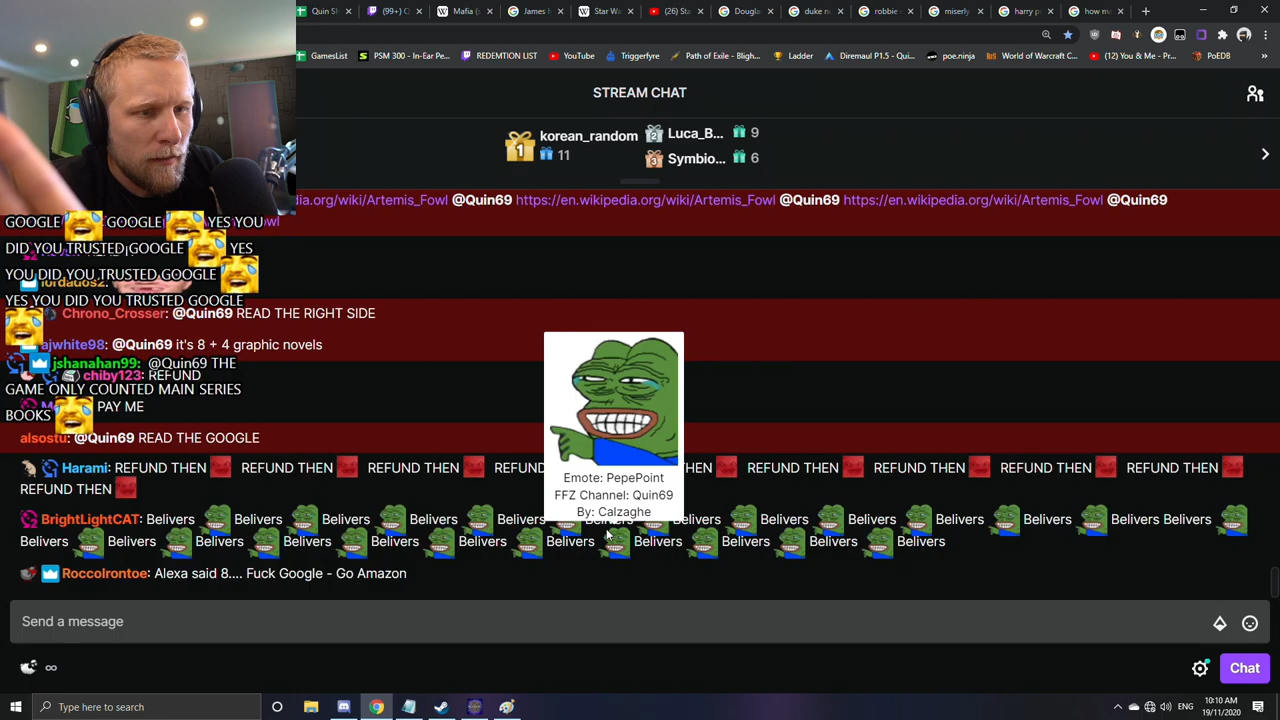 Quin Sl
(99+) C
Mafia (s
James I
Star Wa
(26) Sta
Dougla
duke n
robbie
miserly
harry p
how m
GamesList
PSM 300 - In-Ear Pe...
REDEMTION LIST
YouTube
Triggerfyre
Path of Exile - Bligh...
Ladder
Diremaul P1.5 - Qui...
poe.ninja
World of Warcraft C...
(12) You & Me - Pr...
PoEDB
STREAM CHAT
korean_random
11
Luca_B... 9
Symbio... 6
dia.org/wiki/Artemis_Fowl @Quin69 https://en.wikipedia.org/wiki/Artemis_Fowl @Quin69 https://en.wikipedia.org/wiki/Artemis_Fowl @Quin69
GOOGLE GOOGLE YES YOU
DID YOU TRUSTED GOOGLE YES
YOU DID YOU TRUSTED GOOGLE
YES YOU DID YOU TRUSTED GOOGLE
lordados2:
Chrono_Crosser: @Quin69 READ THE RIGHT SIDE
ajwhite98: @Quin69 it's 8 + 4 graphic novels
jshanahan99: @Quin69 THE
GAME ONLY COUNTED MAIN SERIES
BOOKS
chiby123: REFUND
PAY ME
alsostu: @Quin69 READ THE GOOGLE
Harami: REFUND THEN REFUND THEN REFUND THEN REFUND THEN REFUND THEN REFUND THEN REFUND THEN REFUND THEN
REFUND THEN
Emote: PepePoint
FFZ Channel: Quin69
By: Calzaghe
BrightLightCAT: Belivers Belivers Belivers Belivers Belivers Belivers Belivers Belivers Belivers Belivers Belivers Belivers
Belivers Belivers Belivers Belivers Belivers Belivers Belivers Belivers Belivers Belivers Belivers
RoccoIrontoe: Alexa said 8.... Fuck Google - Go Amazon
Send a message
∞
Chat
Type here to search
ENG
10:10 AM
19/11/2020